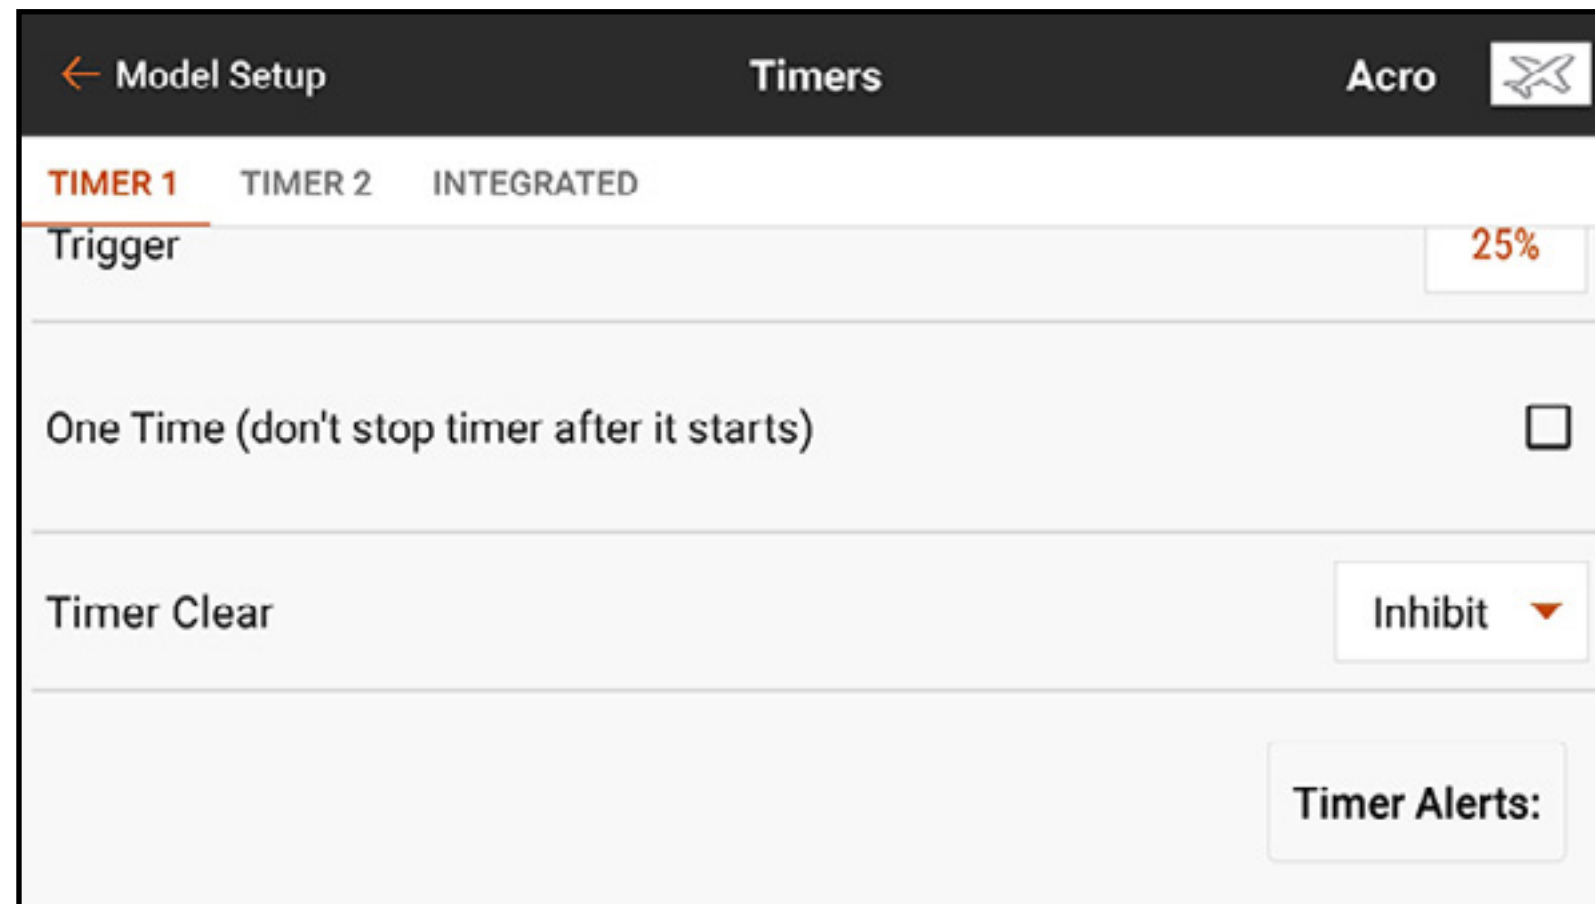 Model Setup
Timers
Acro
TIMER 1 TIMER 2 INTEGRATED
Trigger 25%
One Time (don't stop timer after it starts)
Timer Clear Inhibit
Timer Alerts: